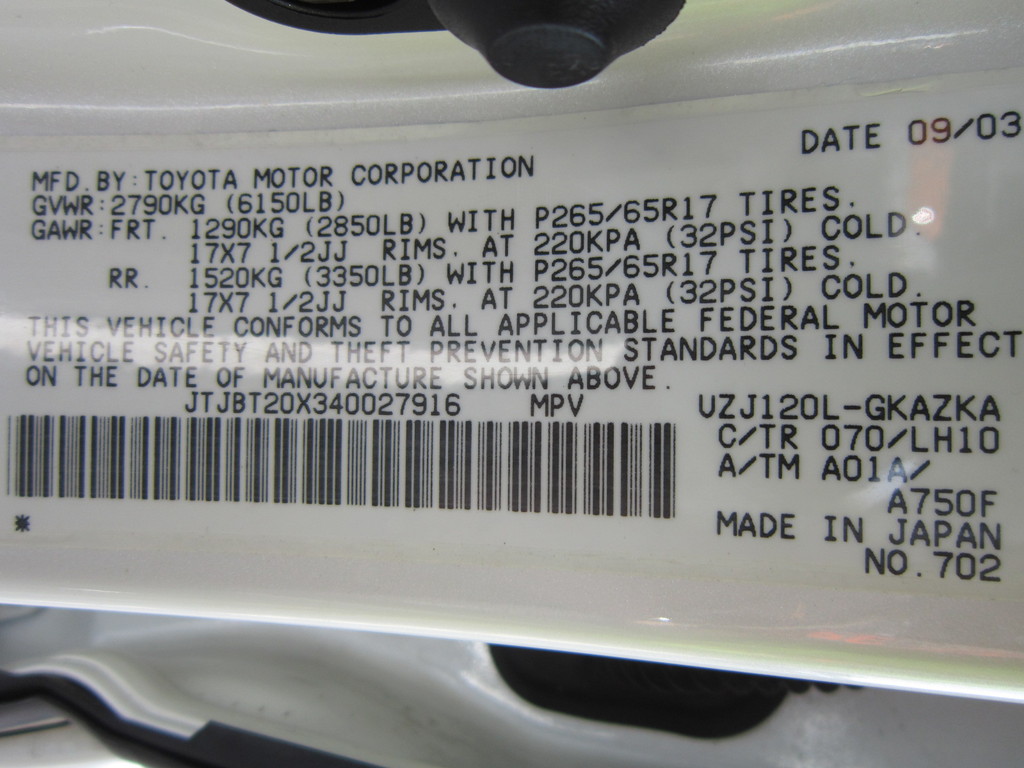 DATE 09/03
MFD.BY:TOYOTA MOTOR CORPORATION
GVWR:2790KG (6150LB)
GAWR:FRT. 1290KG (2850LB) WITH P265/65R17 TIRES.
17X7 1/2JJ RIMS. AT 220KPA (32PSI) COLD.
RR. 1520KG (3350LB) WITH P265/65R17 TIRES.
17X7 1/2JJ RIMS. AT 220KPA (32PSI) COLD.
THIS VEHICLE CONFORMS TO ALL APPLICABLE FEDERAL MOTOR
VEHICLE SAFETY AND THEFT PREVENTION STANDARDS IN EFFECT
ON THE DATE OF MANUFACTURE SHOWN ABOVE.
JTJBT20X340027916 MPV VZJ120L-GKAZKA
C/TR 070/LH10
A/TM A01A/
A750F
* MADE IN JAPAN
NO.702